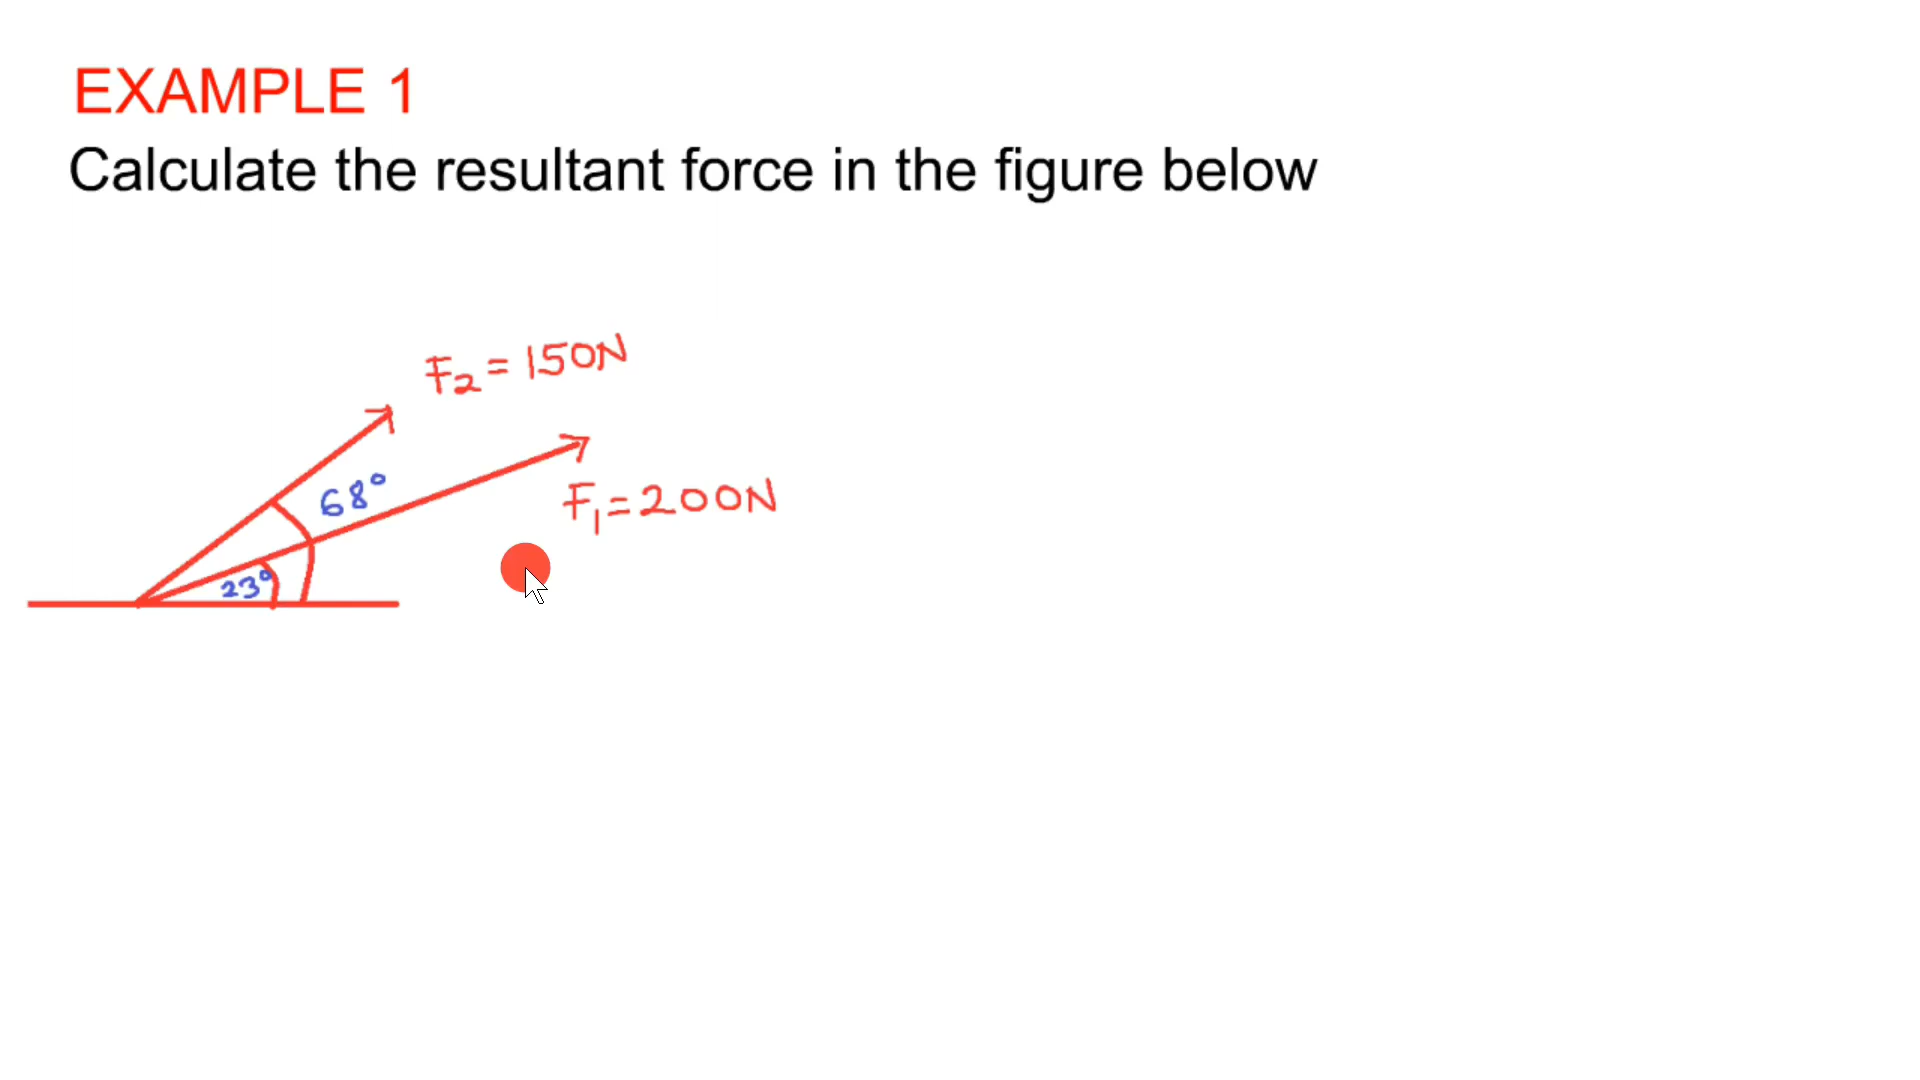 EXAMPLE 1
Calculate the resultant force in the figure below
F₂ = 150N
68°
F₁ = 200N
23°